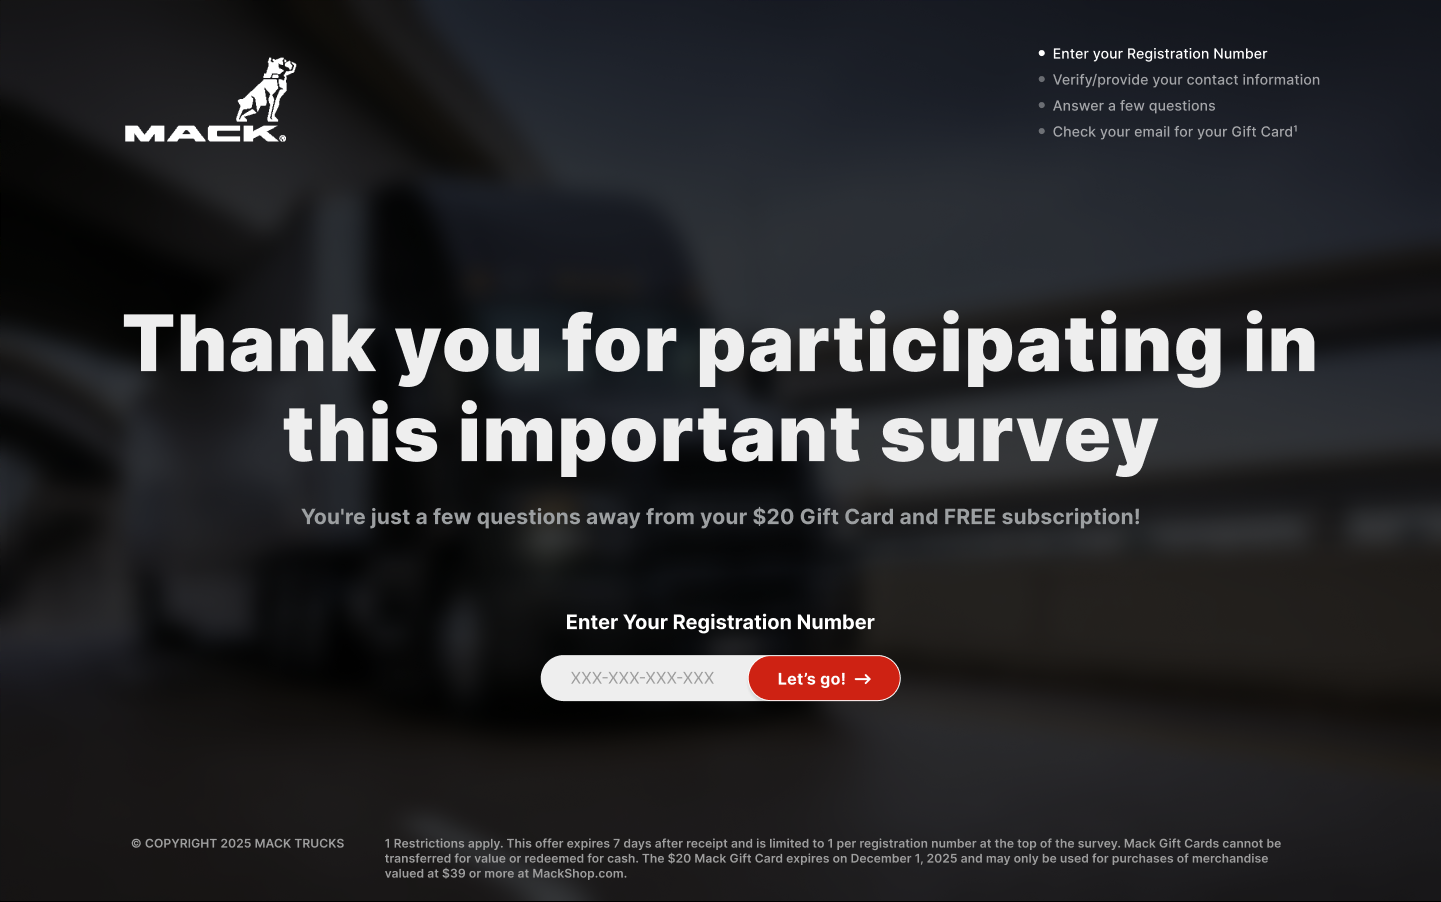 MACK®
Enter your Registration Number
Verify/provide your contact information
Answer a few questions
Check your email for your Gift Card¹
Thank you for participating in
this important survey
You're just a few questions away from your $20 Gift Card and FREE subscription!
Enter Your Registration Number
XXX-XXX-XXX-XXX
Let’s go! →
© COPYRIGHT 2025 MACK TRUCKS
1 Restrictions apply. This offer expires 7 days after receipt and is limited to 1 per registration number at the top of the survey. Mack Gift Cards cannot be
transferred for value or redeemed for cash. The $20 Mack Gift Card expires on December 1, 2025 and may only be used for purchases of merchandise
valued at $39 or more at MackShop.com.